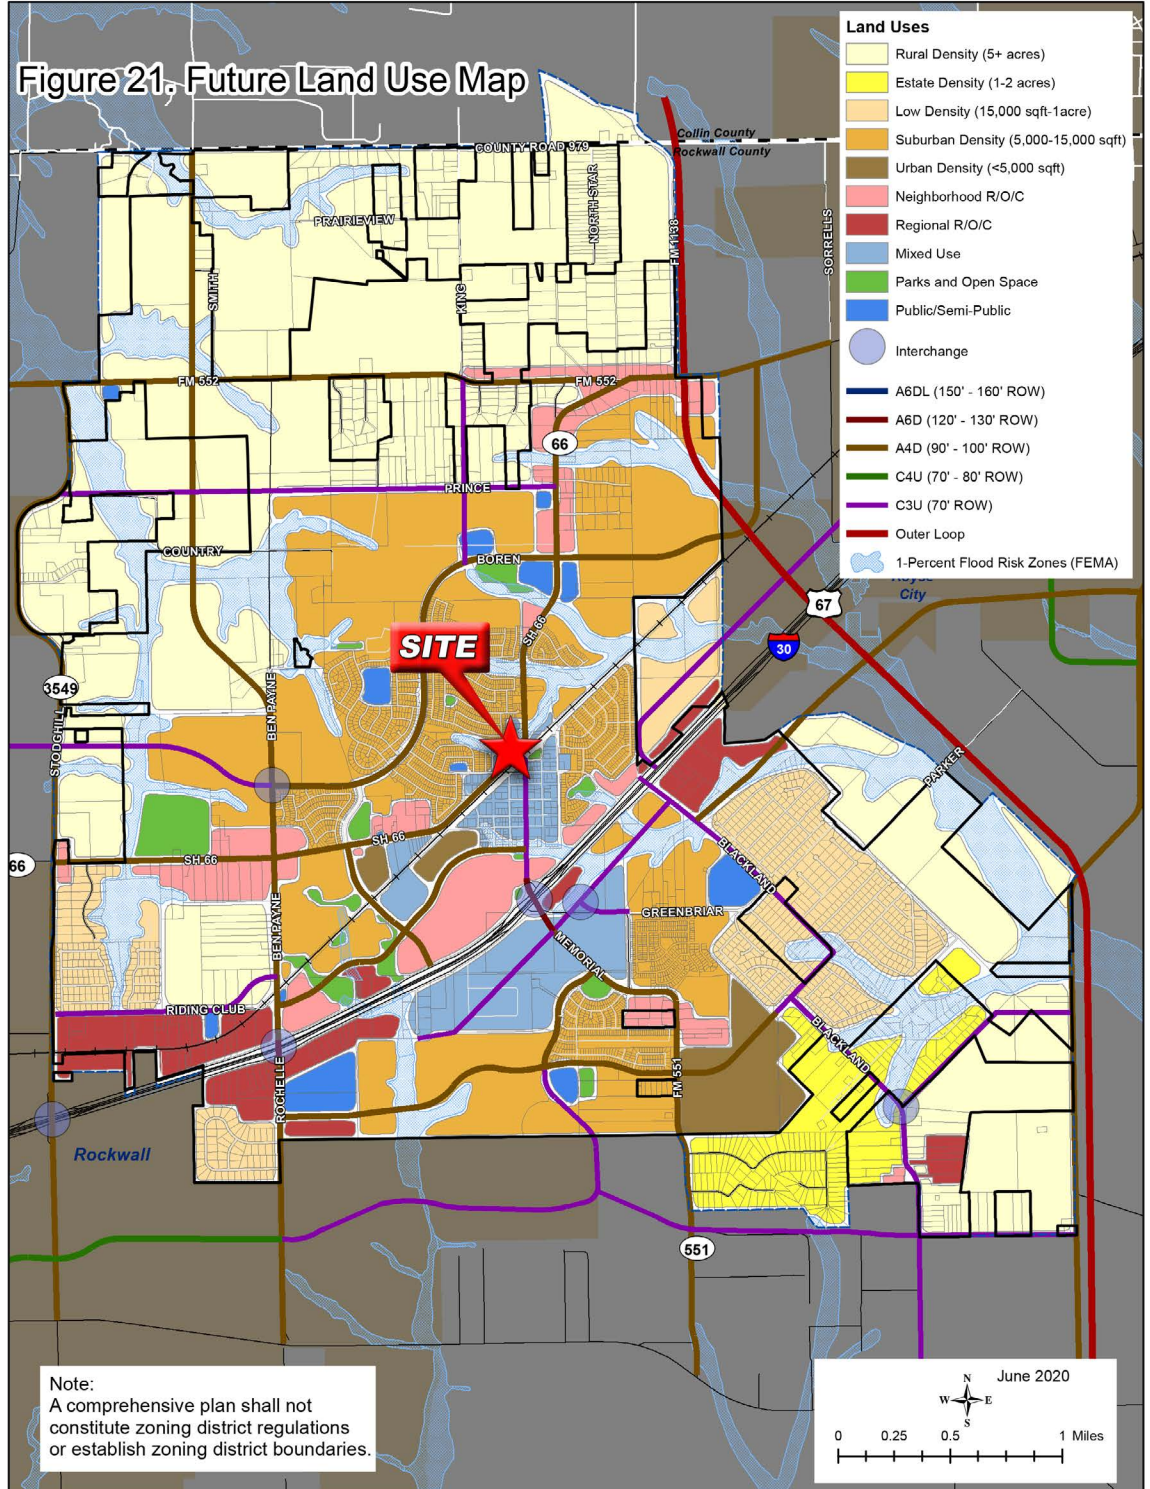 Figure 21. Future Land Use Map
Land Uses
Rural Density (5+ acres)
Estate Density (1-2 acres)
Low Density (15,000 sqft-1acre)
Suburban Density (5,000-15,000 sqft)
Urban Density (<5,000 sqft)
Neighborhood R/O/C
Regional R/O/C
Mixed Use
Parks and Open Space
Public/Semi-Public
Interchange
A6DL (150' - 160' ROW)
A6D (120' - 130' ROW)
A4D (90' - 100' ROW)
C4U (70' - 80' ROW)
C3U (70' ROW)
Outer Loop
1-Percent Flood Risk Zones (FEMA)
Collin County
Rockwall County
COUNTY ROAD 979
PRAIRIEVIEW
NORTH STAR
FM 1138
SORRELLS
SMITH
KING
FM 552
FM 552
66
PRINCE
COUNTRY
BOREN
Royse
City
67
30
SH 66
SITE
3549
STODGHILL
BEN PAYNE
PARKER
SH 66
SH 66
66
BLACKLAND
BEN PAYNE
GREENBRIAR
MEMORIAL
RIDING CLUB
BLACKLAND
ROCHELLE
FM 551
Rockwall
551
Note:
A comprehensive plan shall not
constitute zoning district regulations
or establish zoning district boundaries.
June 2020
N
W E
S
0 0.25 0.5 1 Miles